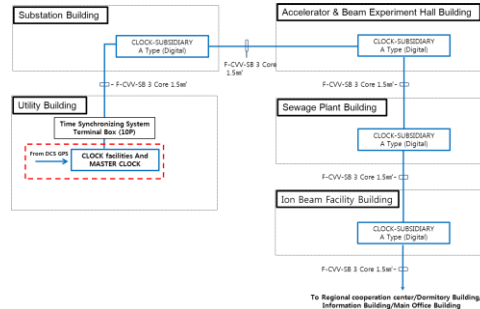 Substation Building
CLOCK-SUBSIDIARY
A Type (Digital)
F-CVV-SB 3 Core 1.5㎟
Utility Building
Time Synchronizing System
Terminal Box (10P)
From DCS GPS
CLOCK facilities And
MASTER CLOCK
F-CVV-SB 3 Core
1.5㎟
Accelerator & Beam Experiment Hall Building
CLOCK-SUBSIDIARY
A Type (Digital)
F-CVV-SB 3 Core 1.5㎟
Sewage Plant Building
CLOCK-SUBSIDIARY
A Type (Digital)
F-CVV-SB 3 Core 1.5㎟
Ion Beam Facility Building
CLOCK-SUBSIDIARY
A Type (Digital)
F-CVV-SB 3 Core 1.5㎟
To Regional cooperation center/Dormitory Building/
Information Building/Main Office Building